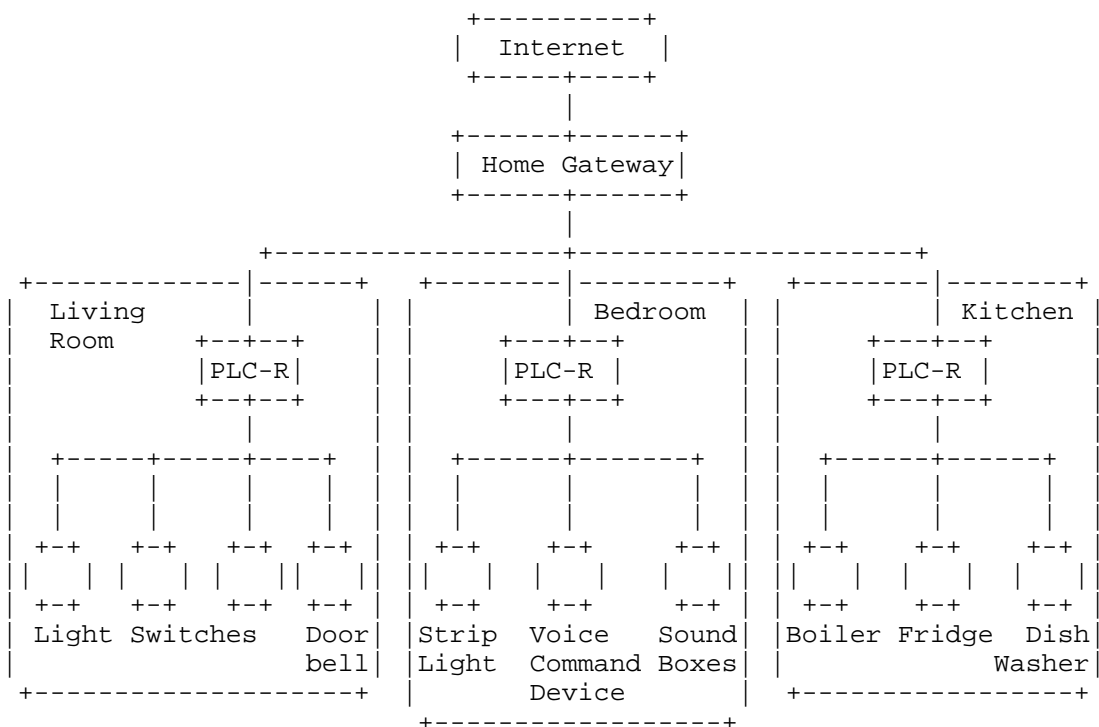 Internet
Home Gateway
Living Bedroom Kitchen
Room
PLC-R PLC-R PLC-R
Light Switches Door Strip Voice Sound Boiler Fridge Dish
bell Light Command Boxes Washer
Device